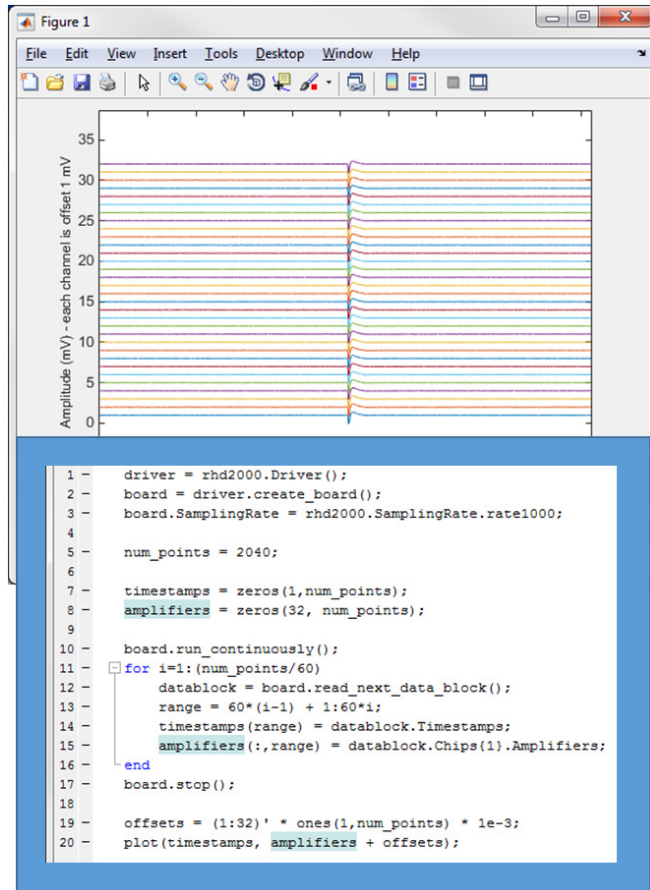 Figure 1
File Edit View Insert Tools Desktop Window Help
35
30
25
20
15
10
5
0
Amplitude (mV) - each channel is offset 1 mV
1 - driver = rhd2000.Driver();
2 - board = driver.create_board();
3 - board.SamplingRate = rhd2000.SamplingRate.rate1000;
4
5 - num_points = 2040;
6
7 - timestamps = zeros(1,num_points);
8 - amplifiers = zeros(32, num_points);
9
10 - board.run_continuously();
11 - for i=1:(num_points/60)
12 - datablock = board.read_next_data_block();
13 - range = 60*(i-1) + 1:60*i;
14 - timestamps(range) = datablock.Timestamps;
15 - amplifiers(:,range) = datablock.Chips{1}.Amplifiers;
16 - end
17 - board.stop();
18
19 - offsets = (1:32)' * ones(1,num_points) * 1e-3;
20 - plot(timestamps, amplifiers + offsets);